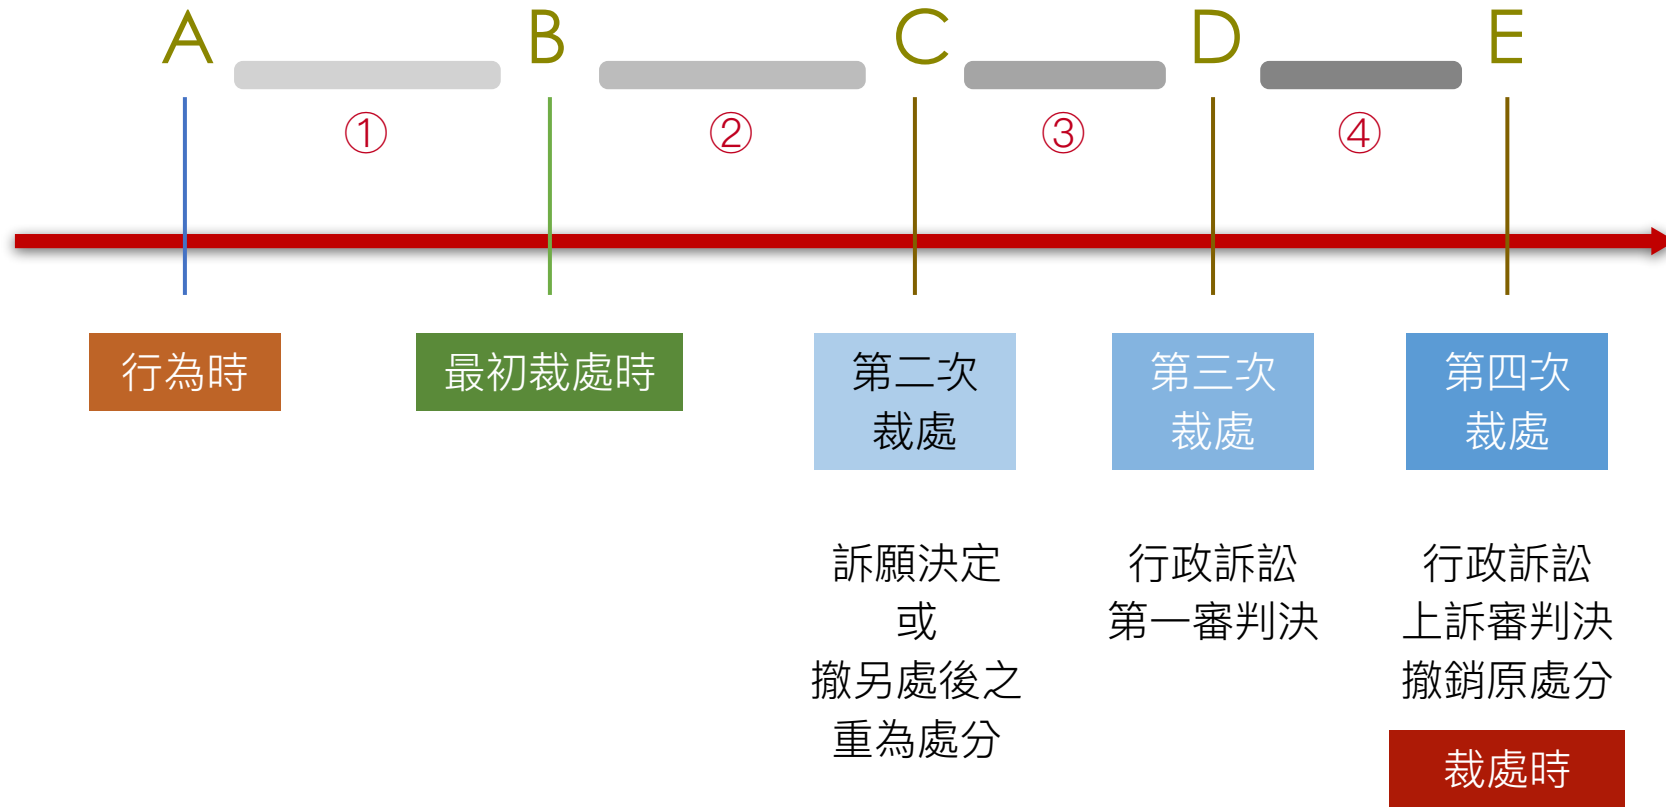 A
B
C
D
E
①
②
③
④
行為時
最初裁處時
第二次
裁處
第三次
裁處
第四次
裁處
訴願決定
或
撤另處後之
重為處分
行政訴訟
第一審判決
行政訴訟
上訴審判決
撤銷原處分
裁處時